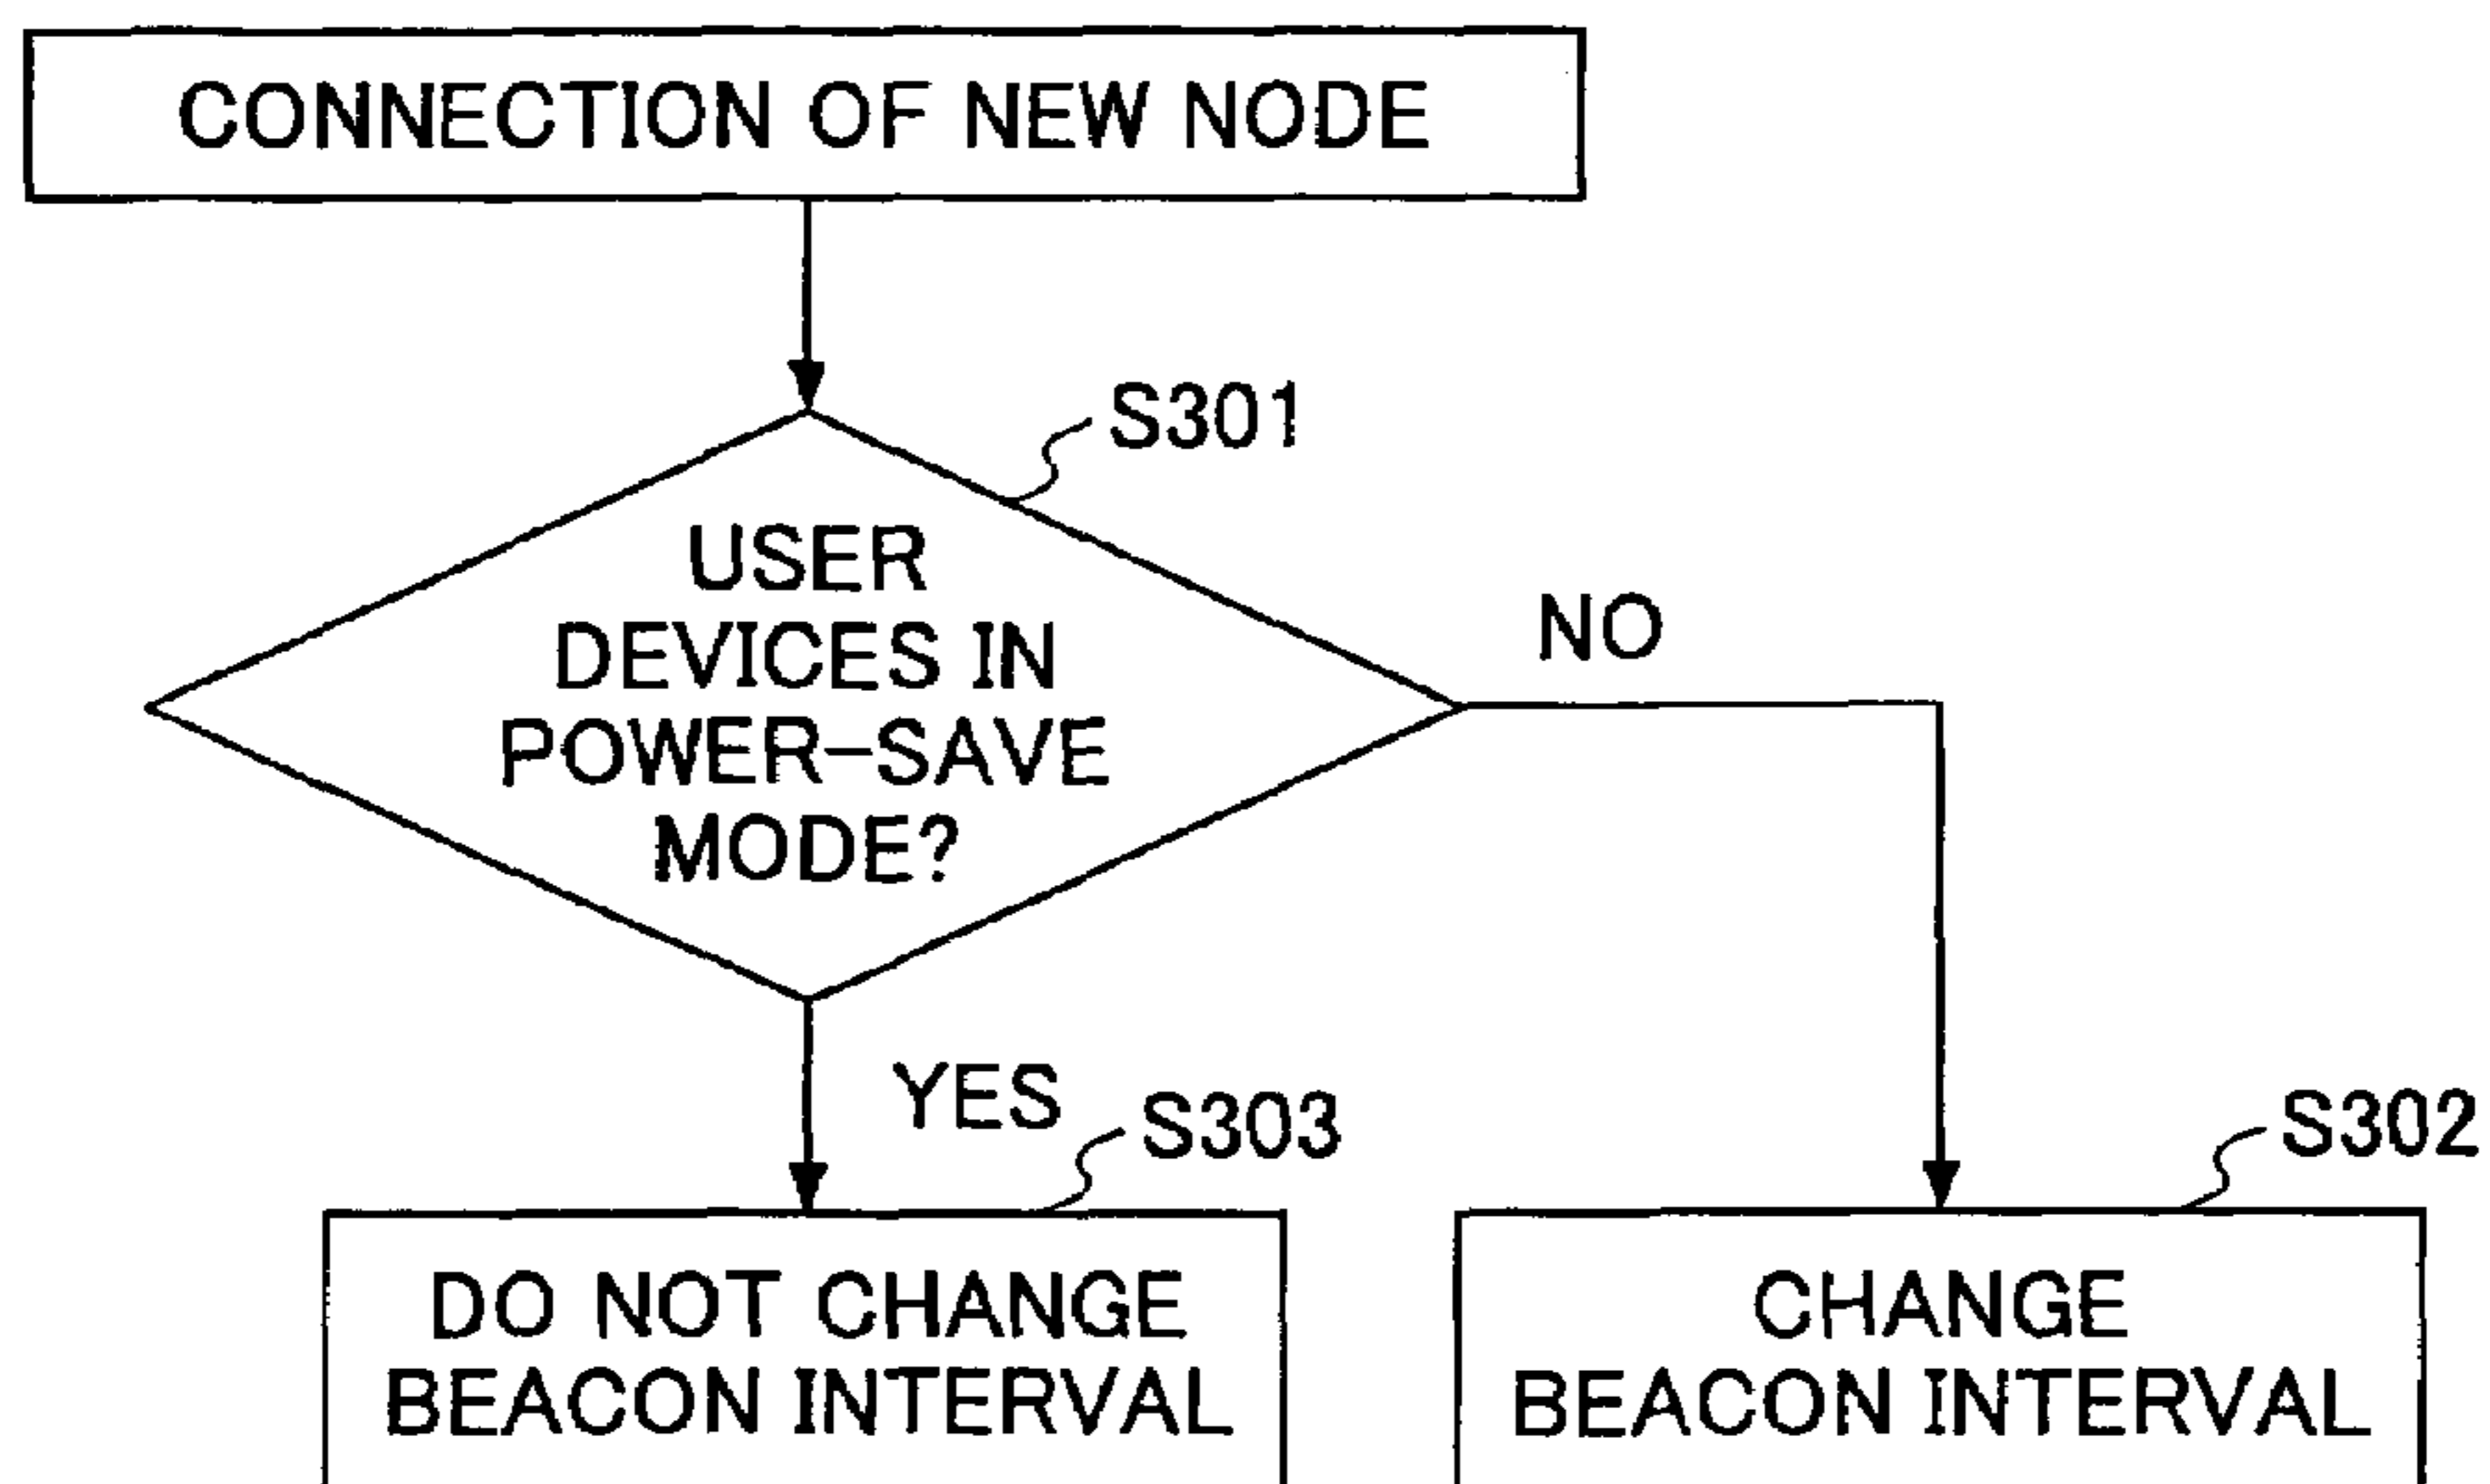 CONNECTION OF NEW NODE
S301
USER
DEVICES IN
POWER-SAVE
MODE?
NO
YES
S303
S302
DO NOT CHANGE
BEACON INTERVAL
CHANGE
BEACON INTERVAL